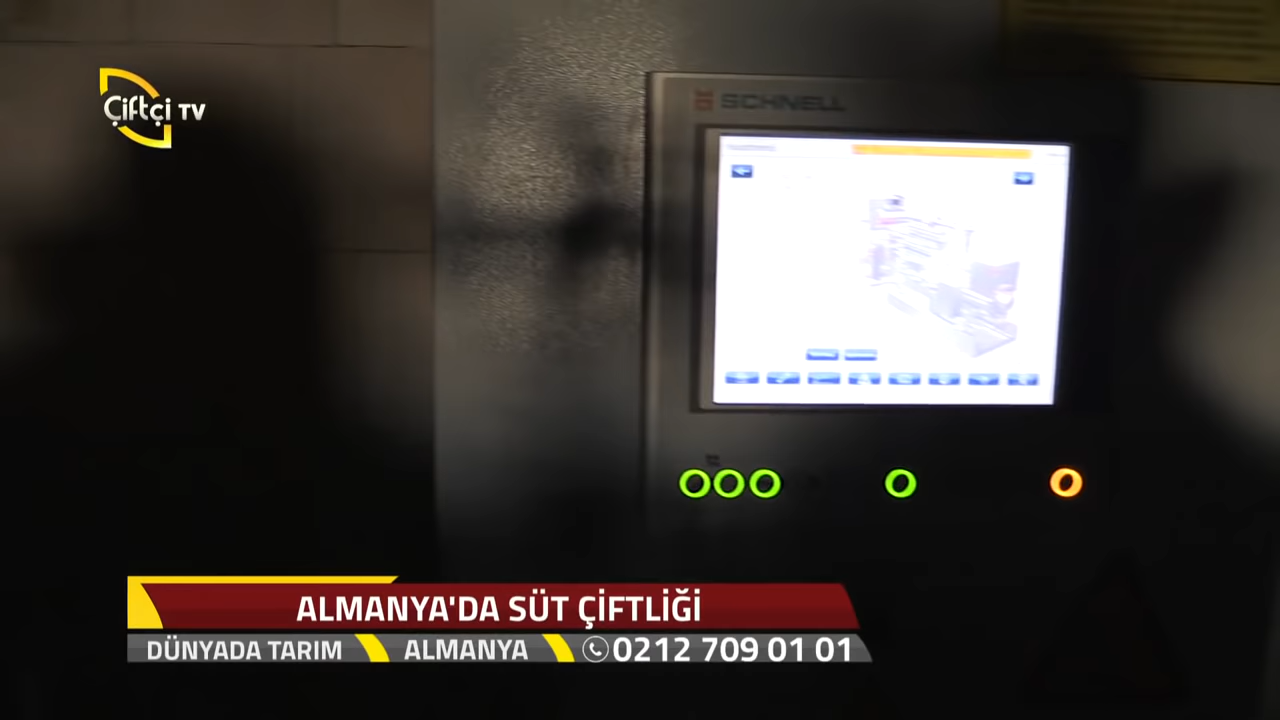 Çiftçi TV
SCHNELL
ALMANYA'DA SÜT ÇİFTLİĞİ
DÜNYADA TARIM ALMANYA 0212 709 01 01